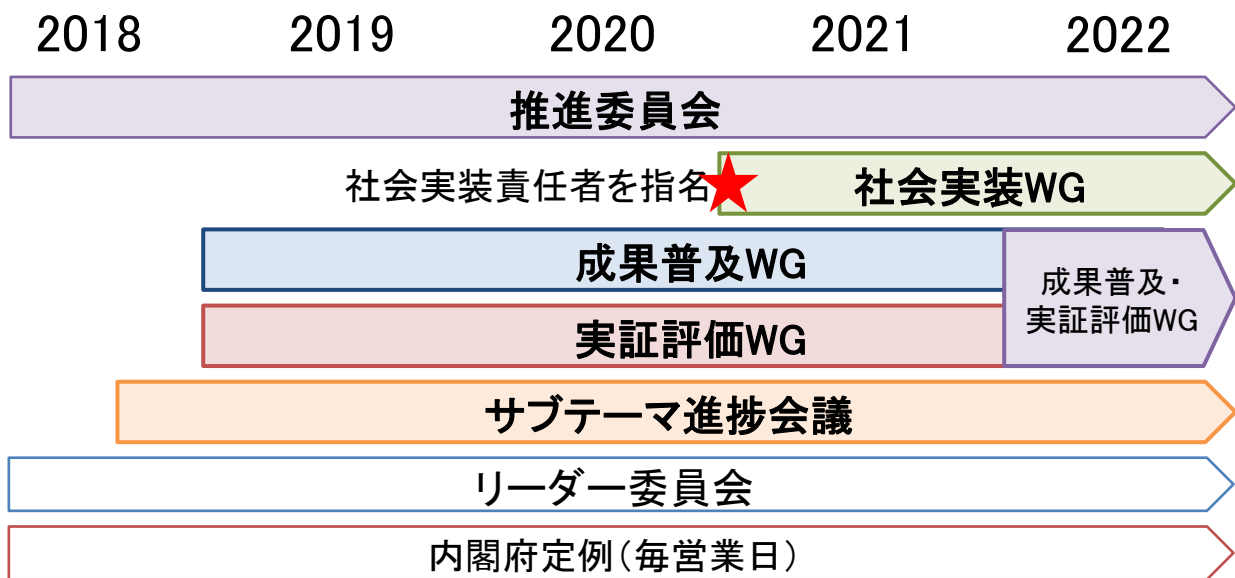 2018 2019 2020 2021 2022
推進委員会
社会実装責任者を指名
社会実装WG
成果普及WG
成果普及・
実証評価WG
実証評価WG
サブテーマ進捗会議
リーダー委員会
内閣府定例(毎営業日)